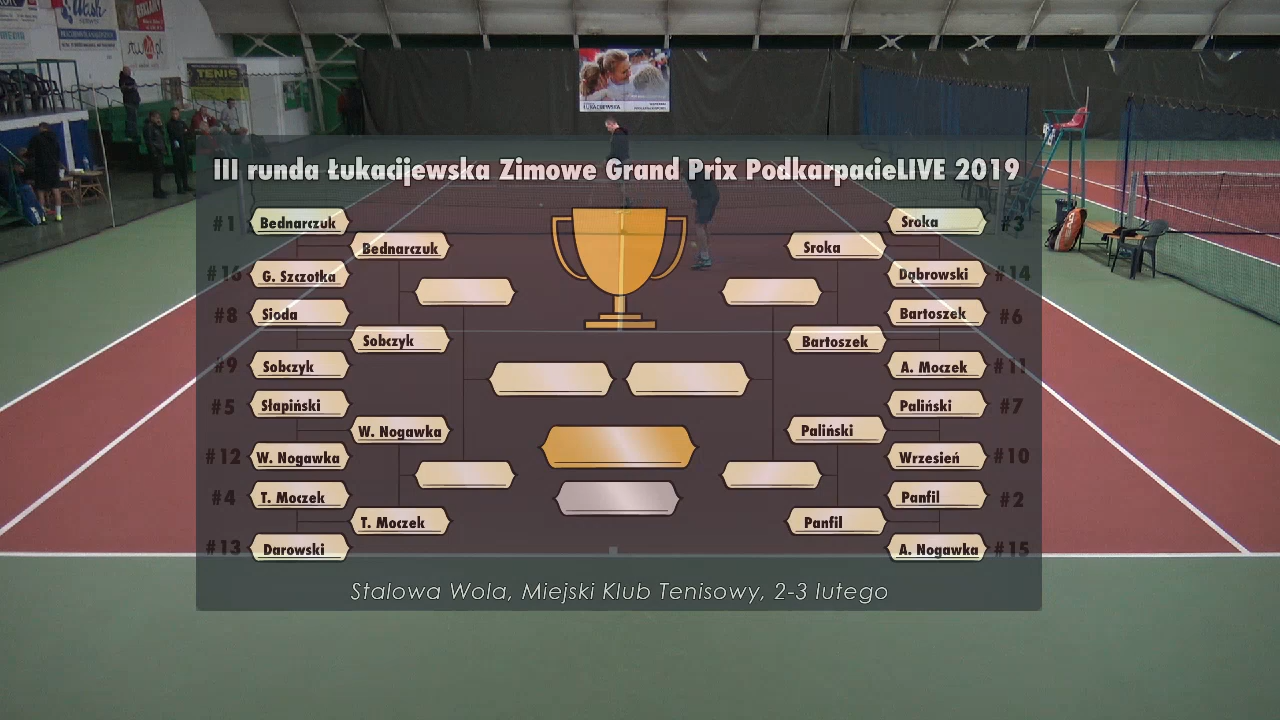 TENIS
III runda Łukacijewska Zimowe Grand Prix PodkarpacieLIVE 2019
#1 Bednarczuk
#16 G. Szczotka
#8 Sioda
#9 Sobczyk
#5 Słapiński
#12 W. Nogawka
#4 T. Moczek
#13 Darowski
Bednarczuk
Sobczyk
W. Nogawka
T. Moczek
Sroka
Bartoszek
Paliński
Panfil
Sroka #3
Dąbrowski #14
Bartoszek #6
A. Moczek #11
Paliński #7
Wrzesień #10
Panfil #2
A. Nogawka #15
Stalowa Wola, Miejski Klub Tenisowy, 2-3 lutego